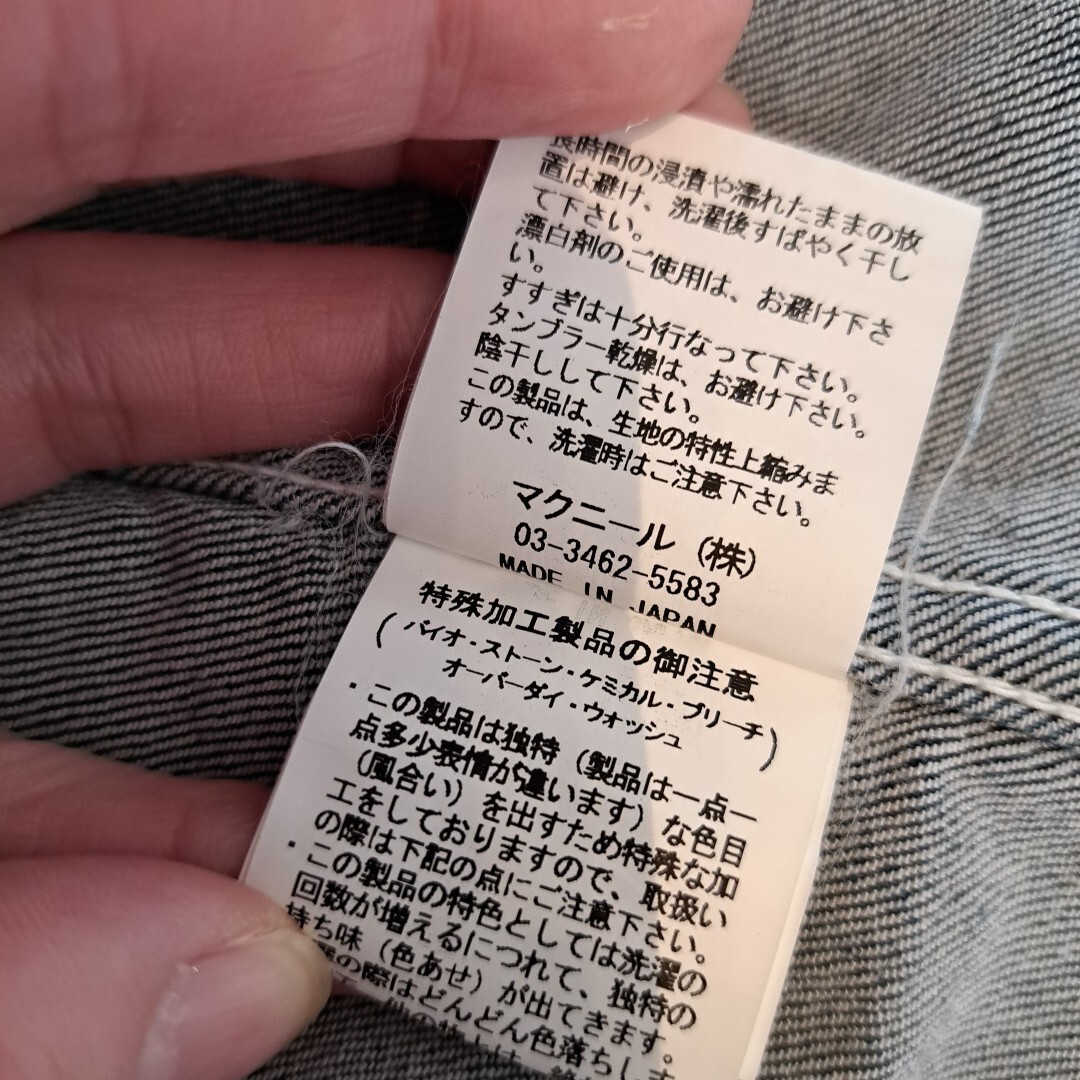 長時間の浸漬や濡れたままの放
置は避け、洗濯後すばやく干し
て下さい。
漂白剤のご使用は、お避け下さ
い。
すすぎは十分行なって下さい。
タンブラー乾燥は、お避け下さい。
陰干しして下さい。
この製品は、生地の特性上縮みま
すので、洗濯時はご注意下さい。
マクニール(株)
03-3462-5583
MADE IN JAPAN
特殊加工製品の御注意
(バイオ・ストーン・ケミカル・ブリーチ
オーバーダイ・ウォッシュ)
・この製品は独特(製品は一点一
点多少表情が違います)な色目
(風合い)を出すため特殊な加
工をしておりますので、取扱い
の際は下記の点にご注意下さい。
・この製品の特色としては洗濯の
回数が増えるにつれて、独特の
持ち味(色あせ)が出てきます。
の際はどんどん色落ちしま